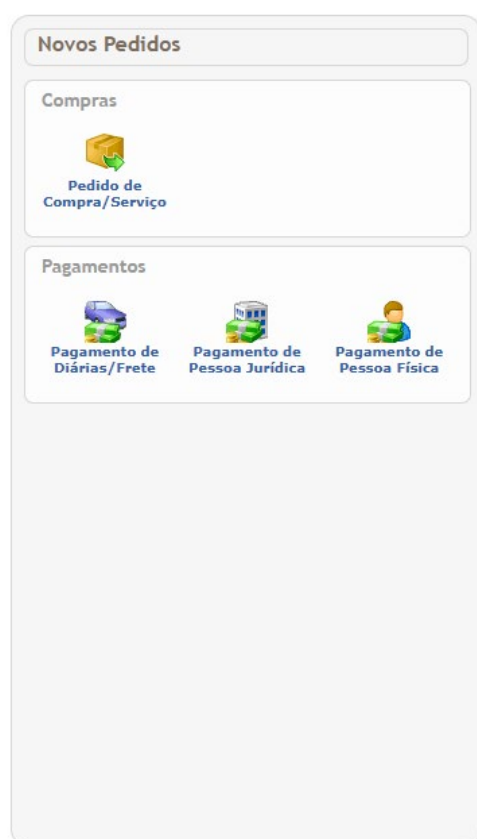 Novos Pedidos
Compras
Pedido de
Compra/Serviço
Pagamentos
Pagamento de
Diárias/Frete
Pagamento de
Pessoa Jurídica
Pagamento de
Pessoa Física